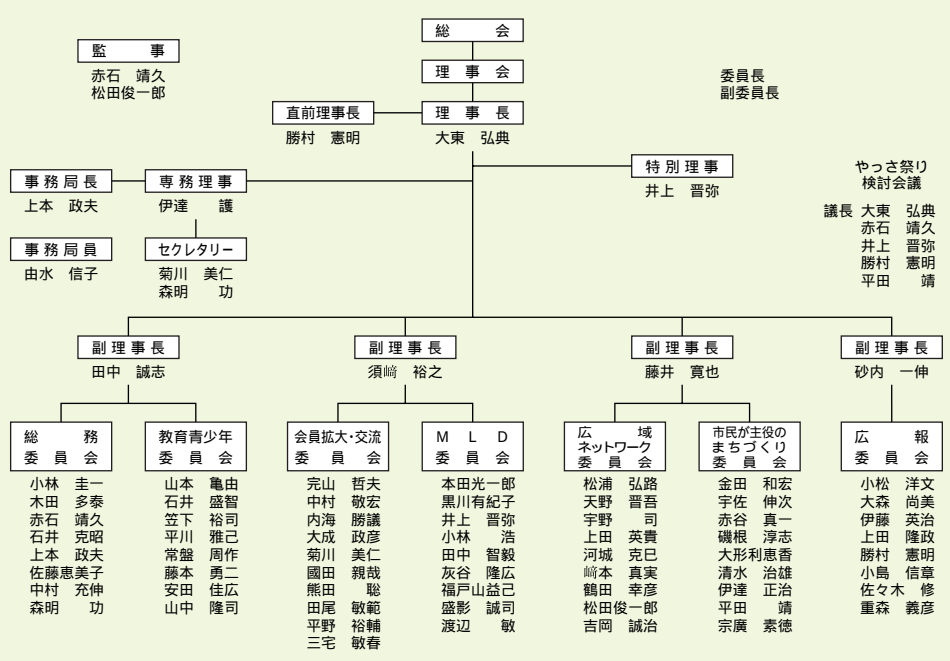 総　会
監　事
赤石　靖久
松田俊一郎
理　事　会
委員長
副委員長
直前理事長
勝村　憲明
理　事　長
大東　弘典
特別理事
井上　晋弥
やっさ祭り
検討会議
議長 大東　弘典
赤石　靖久
井上　晋弥
勝村　憲明
平田　靖
事務局長
上本　政夫
専務理事
伊達　護
事務局員
由水　信子
セクレタリー
菊川　美仁
森明　功
副理事長
田中　誠志
副理事長
須﨑　裕之
副理事長
藤井　寛也
副理事長
砂内　一伸
総　務
委員会
小林　圭一
木田　多泰
赤石　靖久
石井　克昭
上本　政夫
佐藤恵美子
中村　充伸
森明　功
教育青少年
委員会
山本　亀由
石井　盛智
笠下　裕司
平川　雅己
常盤　周作
藤本　勇二
安田　佳広
山中　隆司
会員拡大・交流
委員会
完山　哲夫
中村　敬宏
内海　勝議
大成　政彦
菊川　美仁
國田　親哉
熊田　聡
田尾　敏範
平野　裕輔
三宅　敏春
ＭＬＤ
委員会
本田光一郎
黒川有紀子
井上　晋弥
小林　浩
田中　智毅
灰谷　隆広
福戸山益己
盛影　誠司
渡辺　敏
広　域
ネットワーク
委員会
松浦　弘路
天野　晋吾
宇野　司
上田　英貴
河城　克巳
﨑本　真実
鶴田　幸彦
松田俊一郎
吉岡　誠治
市民が主役の
まちづくり
委員会
金田　和宏
宇佐　伸次
赤谷　真一
磯根　淳志
大形利恵香
清水　治雄
伊達　正治
平田　靖
宗廣　素徳
広　報
委員会
小松　洋文
大森　尚美
伊藤　英治
上田　隆政
勝村　憲明
小島　信章
佐々木　修
重森　義彦